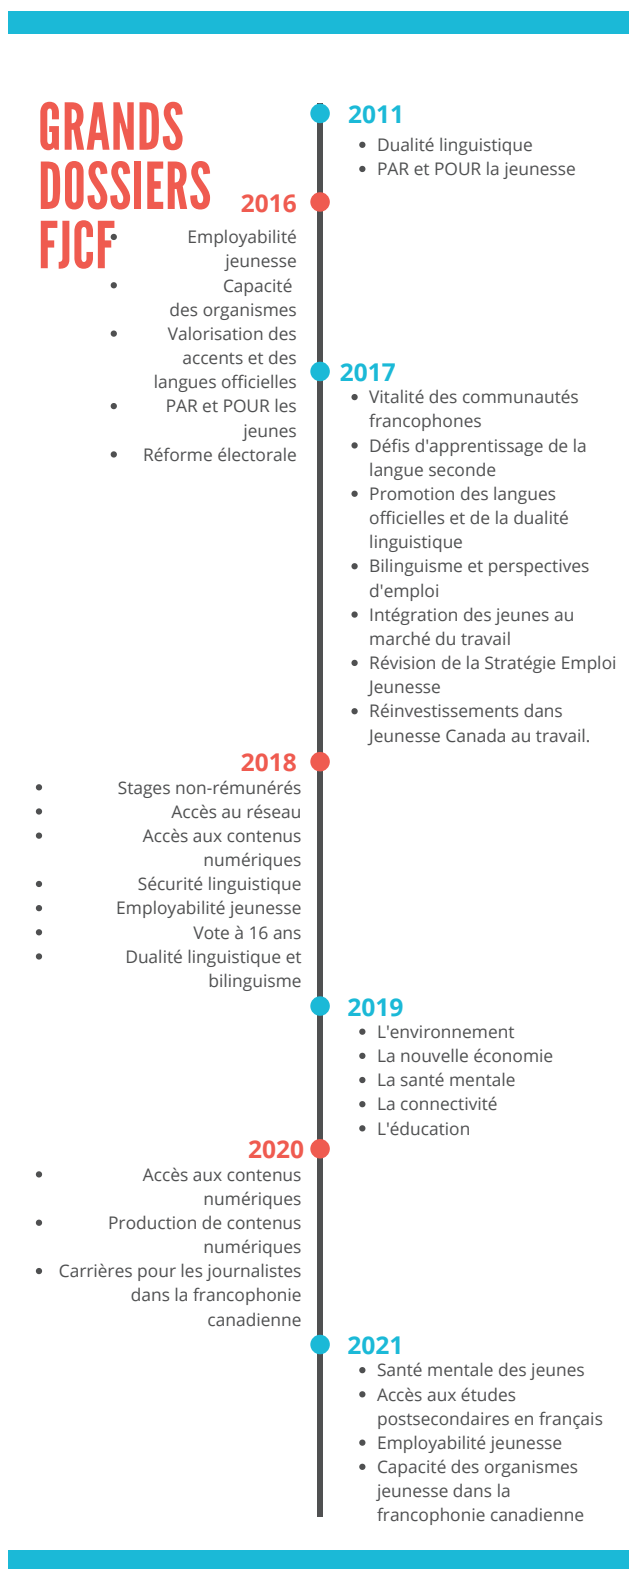 GRANDS
DOSSIERS
FJCF
2011
• Dualité linguistique
• PAR et POUR la jeunesse
2016
• Employabilité
jeunesse
• Capacité
des organismes
• Valorisation des
accents et des
langues officielles
• PAR et POUR les
jeunes
• Réforme électorale
2017
• Vitalité des communautés
francophones
• Défis d'apprentissage de la
langue seconde
• Promotion des langues
officielles et de la dualité
linguistique
• Bilinguisme et perspectives
d'emploi
• Intégration des jeunes au
marché du travail
• Révision de la Stratégie Emploi
Jeunesse
• Réinvestissements dans
Jeunesse Canada au travail.
2018
• Stages non-rémunérés
• Accès au réseau
• Accès aux contenus
numériques
• Sécurité linguistique
• Employabilité jeunesse
• Vote à 16 ans
• Dualité linguistique et
bilinguisme
2019
• L'environnement
• La nouvelle économie
• La santé mentale
• La connectivité
• L'éducation
2020
• Accès aux contenus
numériques
• Production de contenus
numériques
• Carrières pour les journalistes
dans la francophonie
canadienne
2021
• Santé mentale des jeunes
• Accès aux études
postsecondaires en français
• Employabilité jeunesse
• Capacité des organismes
jeunesse dans la
francophonie canadienne